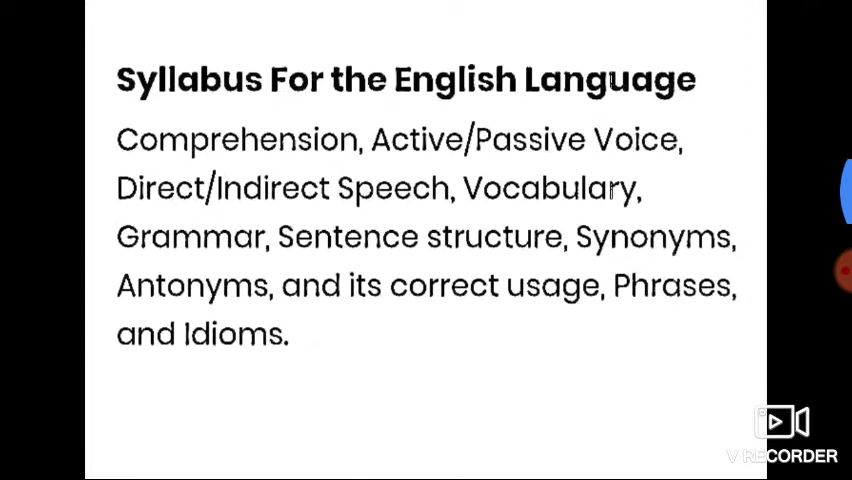 Syllabus For the English Language
Comprehension, Active/Passive Voice,
Direct/Indirect Speech, Vocabulary,
Grammar, Sentence structure, Synonyms,
Antonyms, and its correct usage, Phrases,
and Idioms.
V RECORDER